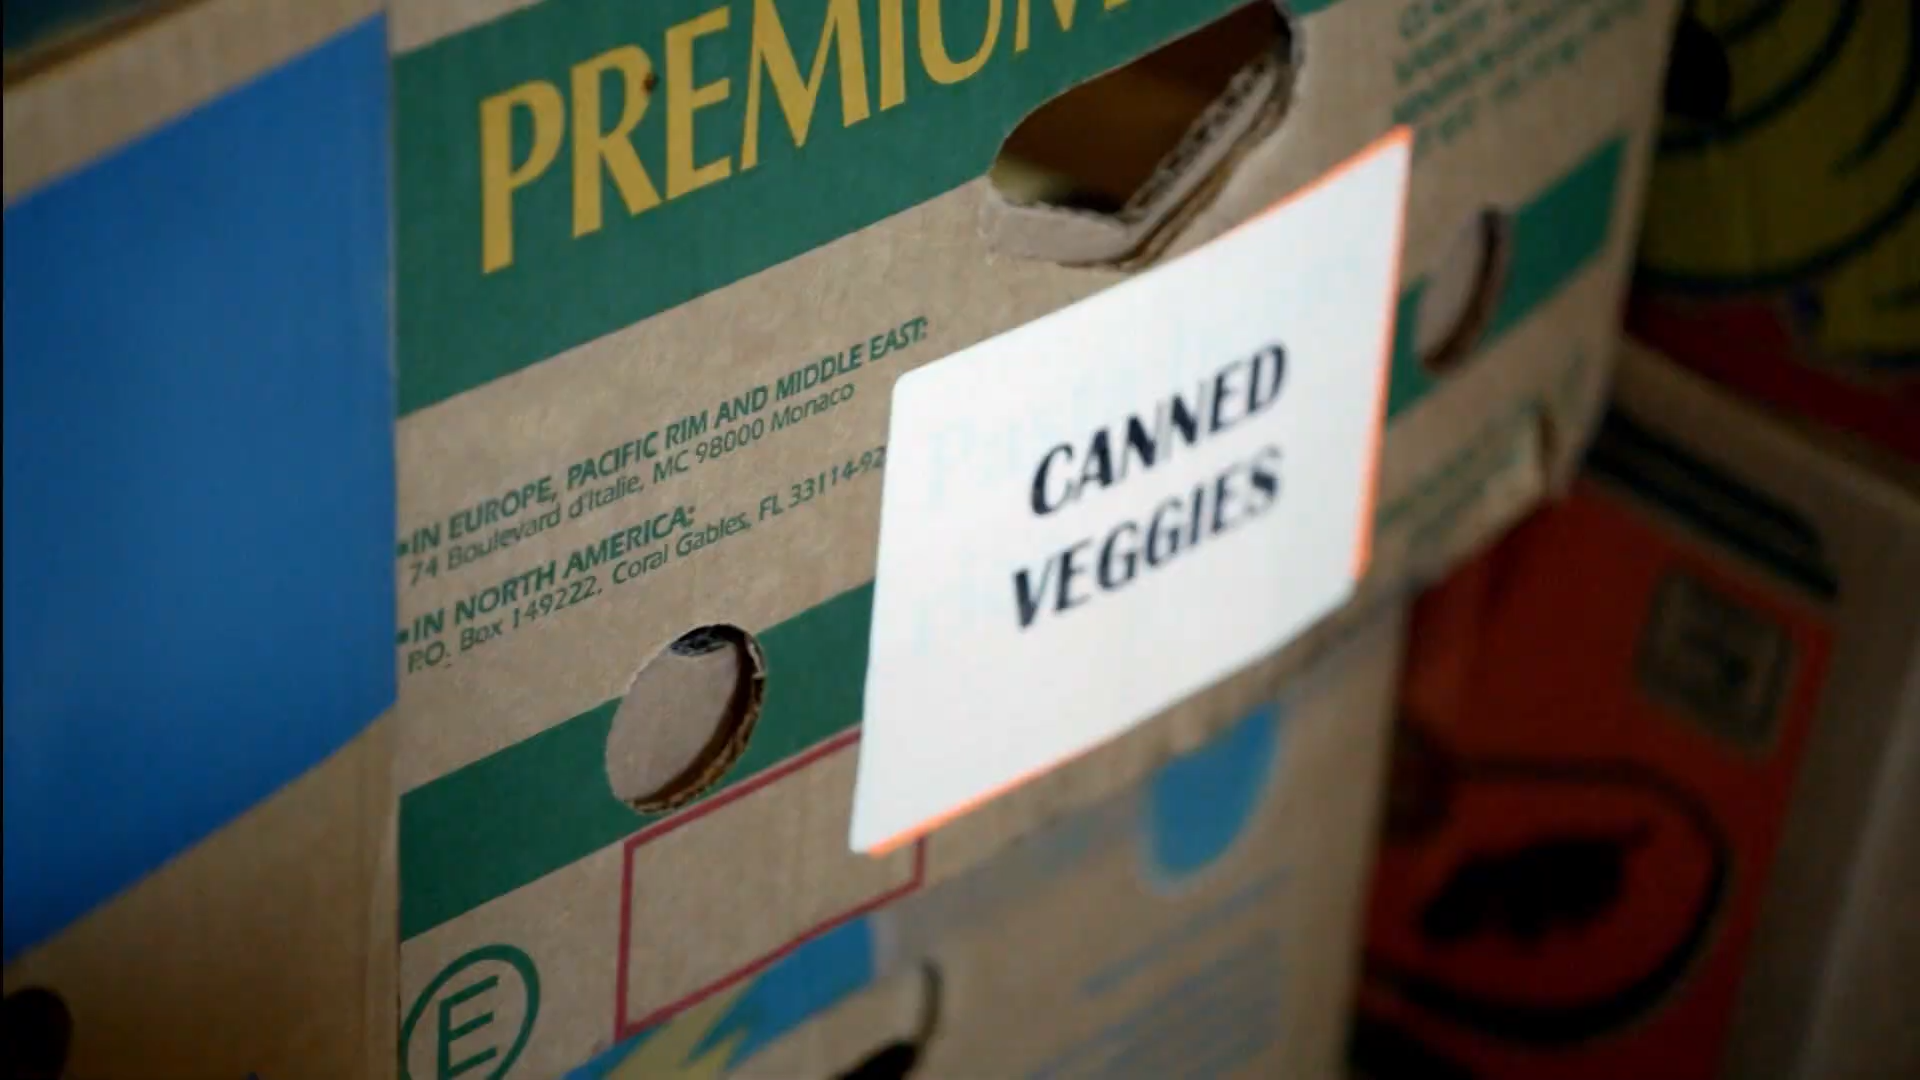 PREMIUM
•IN EUROPE, PACIFIC RIM AND MIDDLE EAST:
74 Boulevard d'Italie, MC 98000 Monaco
•IN NORTH AMERICA:
P.O. Box 149222, Coral Gables, FL 33114-92
CANNED
VEGGIES
E